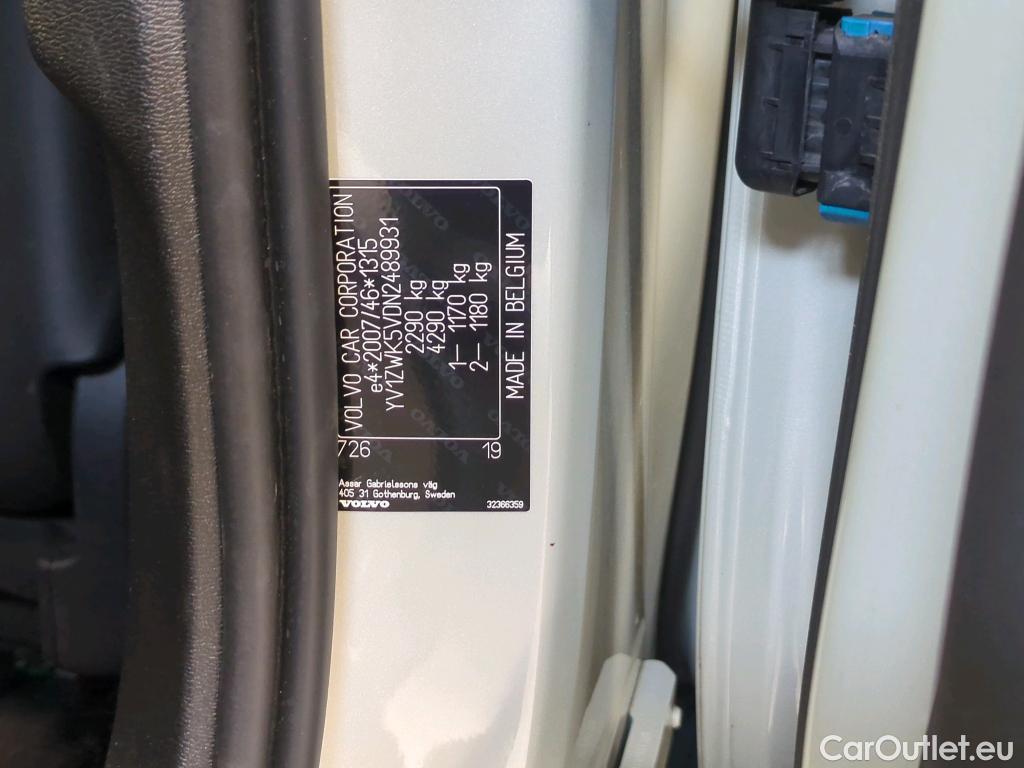 VOLVO CAR CORPORATION
e4*2007/46*1315
YV1ZWK5VDN2489931
2290 kg
4290 kg
1– 1170 kg
2– 1180 kg
MADE IN BELGIUM
726 19
Assar Gabrielssons väg
405 31 Gothenburg, Sweden
VOLVO 32366359
CarOutlet.eu